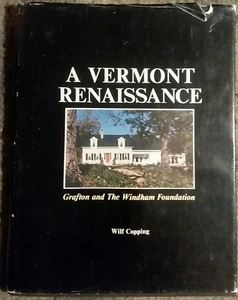 A VERMONT
RENAISSANCE
Grafton and The Windham Foundation
Wilf Copping